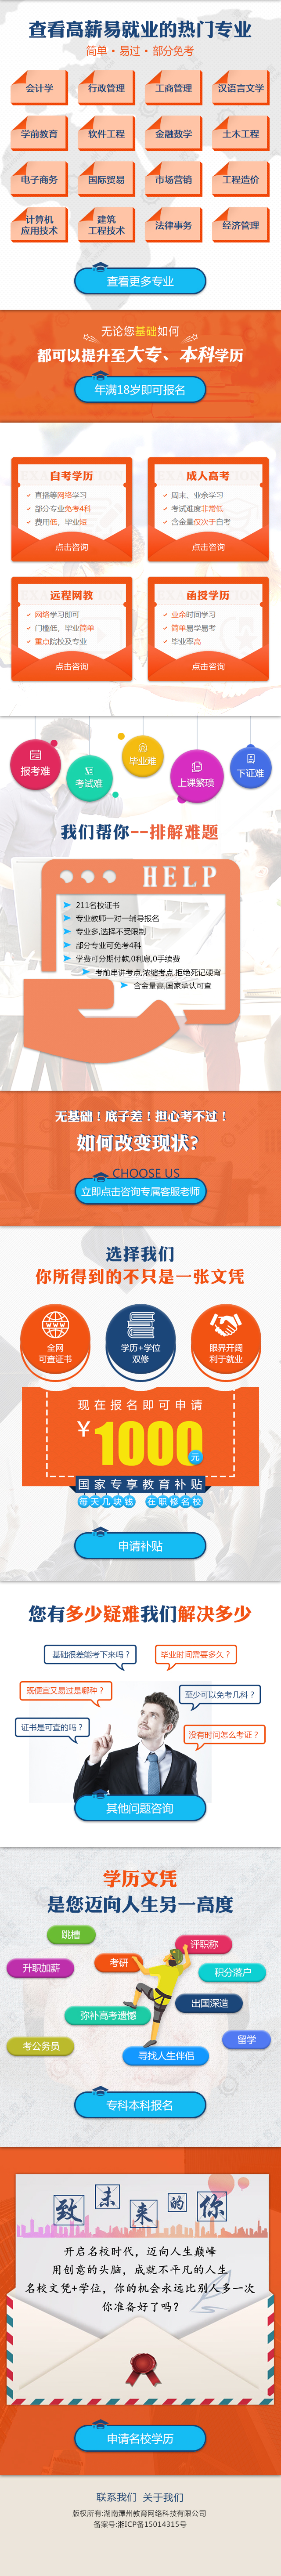 查看高薪易就业的热门专业
简单·易过·部分免考
会计学 行政管理 工商管理 汉语言文学
学前教育 软件工程 金融数学 土木工程
电子商务 国际贸易 市场营销 工程造价
计算机
应用技术
建筑
工程技术
法律事务 经济管理
查看更多专业
无论您基础如何
都可以提升至大专、本科学历
年满18岁即可报名
自考学历
直播等网络学习
部分专业免考4科
费用低，毕业短
点击咨询
成人高考
周末、业余学习
考试难度非常低
含金量仅次于自考
点击咨询
远程网教
网络学习即可
门槛低，毕业简单
重点院校及专业
点击咨询
函授学历
业余时间学习
简单易学易考
毕业率高
点击咨询
报考难
考试难
毕业难
上课繁琐
下证难
我们帮你--排解难题
HELP
211名校证书
专业教师一对一辅导报名
专业多,选择不受限制
部分专业可免考4科
学费可分期付款,0利息,0手续费
考前串讲考点,浓缩考点,拒绝死记硬背
含金量高,国家承认可查
无基础！底子差！担心考不过！
如何改变现状?
CHOOSE US
立即点击咨询专属客服老师
选择我们
你所得到的不只是一张文凭
全网
可查证书
学历+学位
双修
眼界开阔
利于就业
现在报名即可申请
¥1000元
国家专享教育补贴
每天几块钱 在职修名校
申请补贴
您有多少疑难我们解决多少
基础很差能考下来吗？
毕业时间需要多久？
既便宜又易过是哪种？
至少可以免考几科？
证书是可查的吗？
没有时间怎么考证？
其他问题咨询
学历文凭
是您迈向人生另一高度
跳槽
评职称
升职加薪
考研
积分落户
出国深造
弥补高考遗憾
考公务员
留学
寻找人生伴侣
专科本科报名
致未来的你
开启名校时代，迈向人生巅峰
用创意的头脑，成就不平凡的人生
名校文凭+学位，你的机会永远比别人多一次
你准备好了吗？
申请名校学历
联系我们 关于我们
版权所有:湖南潭州教育网络科技有限公司
备案号:湘ICP备15014315号